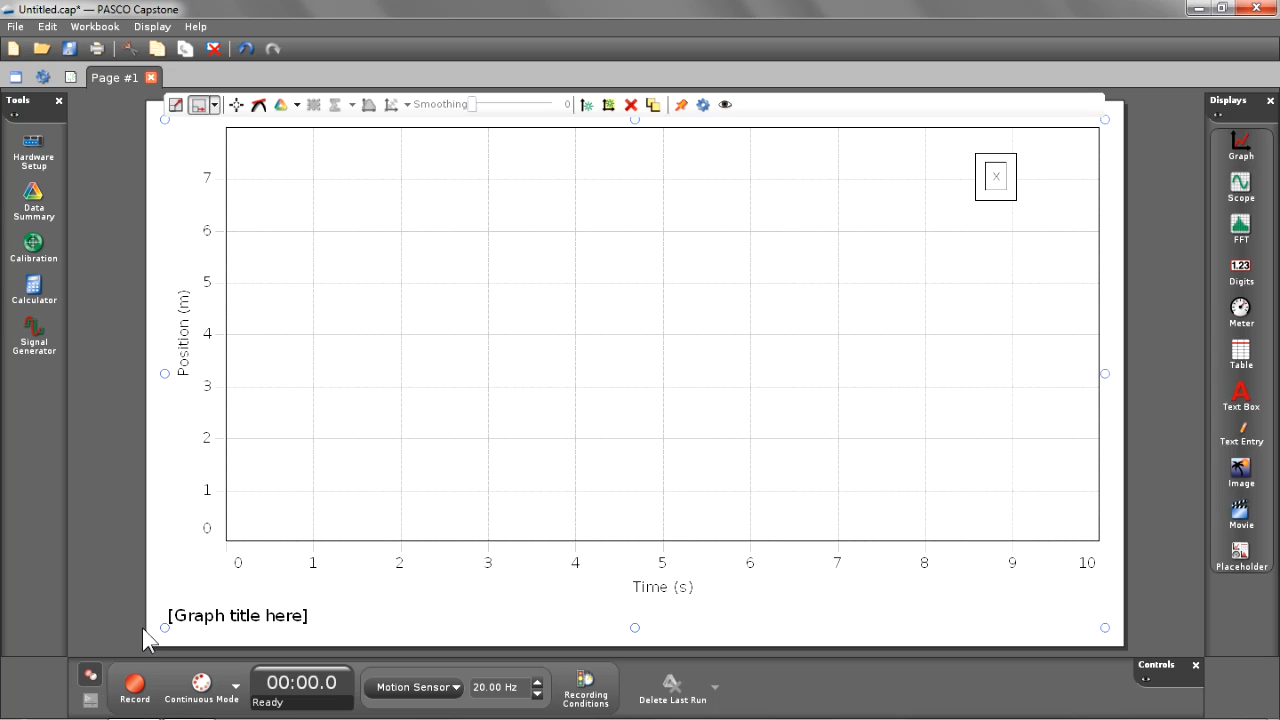 Untitled.cap* — PASCO Capstone
File Edit Workbook Display Help
Page #1
Tools
Hardware
Setup
Data
Summary
Calibration
Calculator
Signal
Generator
Smoothing 0
x
7
6
5
4
3
2
1
0
Position (m)
0 1 2 3 4 5 6 7 8 9 10
Time (s)
[Graph title here]
Displays
Graph
Scope
FFT
1.23
Digits
Meter
Table
A
Text Box
Text Entry
Image
Movie
Placeholder
Record
Continuous Mode
00:00.0
Ready
Motion Sensor
20.00 Hz
Recording
Conditions
Delete Last Run
Controls